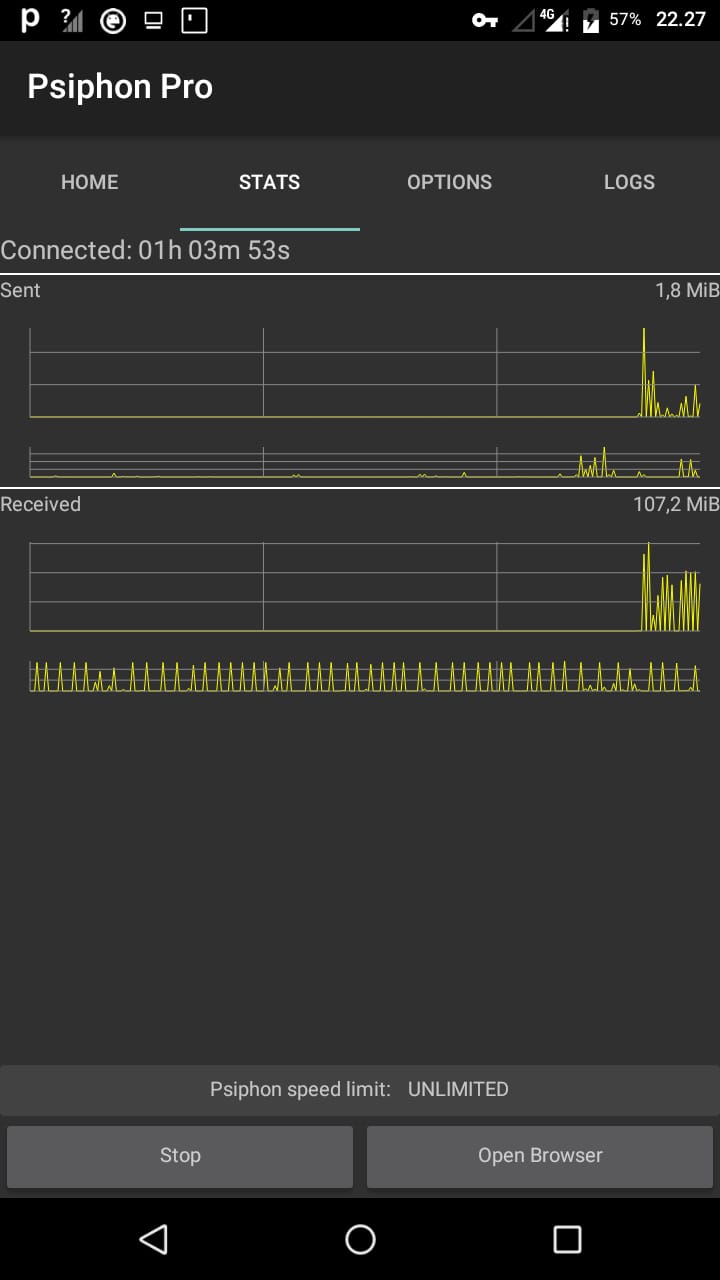 57% 22.27
Psiphon Pro
HOME STATS OPTIONS LOGS
Connected: 01h 03m 53s
Sent 1,8 MiB
Received 107,2 MiB
Psiphon speed limit: UNLIMITED
Stop Open Browser